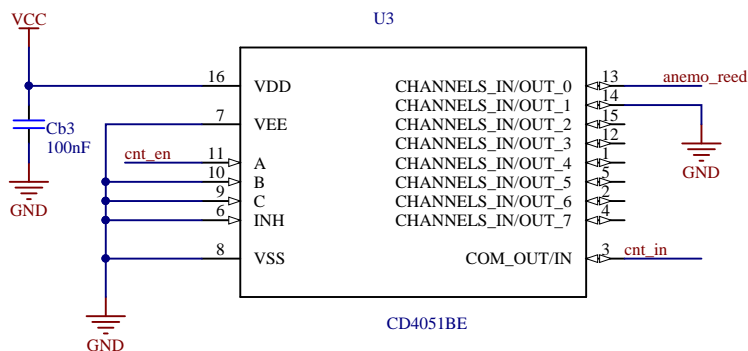 VCC
U3
16 VDD CHANNELS_IN/OUT_0 13 anemo_reed
CHANNELS_IN/OUT_1 14
7 VEE CHANNELS_IN/OUT_2 15
Cb3
CHANNELS_IN/OUT_3 12
100nF
cnt_en 11 A CHANNELS_IN/OUT_4 1
GND
10 B CHANNELS_IN/OUT_5 5
9 C CHANNELS_IN/OUT_6 2
6 INH CHANNELS_IN/OUT_7 4
GND
8 VSS COM_OUT/IN 3 cnt_in
CD4051BE
GND